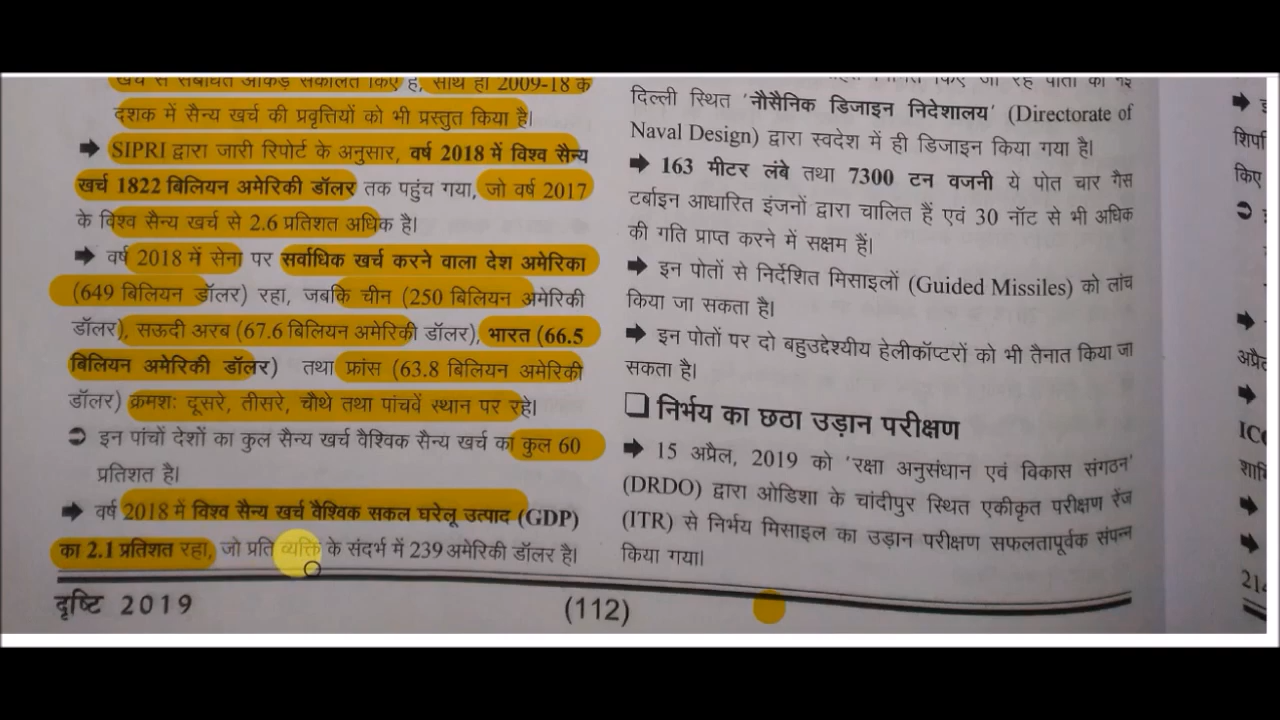 खर्च से संबंधित आंकड़े संकलित किए हैं, साथ ही 2009-18 के
दशक में सैन्य खर्च की प्रवृत्तियों को भी प्रस्तुत किया है।
➡ SIPRI द्वारा जारी रिपोर्ट के अनुसार, वर्ष 2018 में विश्व सैन्य
खर्च 1822 बिलियन अमेरिकी डॉलर तक पहुंच गया, जो वर्ष 2017
के विश्व सैन्य खर्च से 2.6 प्रतिशत अधिक है।
➡ वर्ष 2018 में सेना पर सर्वाधिक खर्च करने वाला देश अमेरिका
(649 बिलियन डॉलर) रहा, जबकि चीन (250 बिलियन अमेरिकी
डॉलर), सऊदी अरब (67.6 बिलियन अमेरिकी डॉलर), भारत (66.5
बिलियन अमेरिकी डॉलर) तथा फ्रांस (63.8 बिलियन अमेरिकी
डॉलर) क्रमशः दूसरे, तीसरे, चौथे तथा पांचवें स्थान पर रहे।
⮊ इन पांचों देशों का कुल सैन्य खर्च वैश्विक सैन्य खर्च का कुल 60
प्रतिशत है।
➡ वर्ष 2018 में विश्व सैन्य खर्च वैश्विक सकल घरेलू उत्पाद (GDP)
का 2.1 प्रतिशत रहा, जो प्रति व्यक्ति के संदर्भ में 239 अमेरिकी डॉलर है।
किए जा रहे पोतों को नई
दिल्ली स्थित 'नौसैनिक डिजाइन निदेशालय' (Directorate of
Naval Design) द्वारा स्वदेश में ही डिजाइन किया गया है।
➡ 163 मीटर लंबे तथा 7300 टन वजनी ये पोत चार गैस
टर्बाइन आधारित इंजनों द्वारा चालित हैं एवं 30 नॉट से भी अधिक
की गति प्राप्त करने में सक्षम हैं।
➡ इन पोतों से निर्देशित मिसाइलों (Guided Missiles) को लांच
किया जा सकता है।
➡ इन पोतों पर दो बहुउद्देश्यीय हेलीकॉप्टरों को भी तैनात किया जा
सकता है।
❑ निर्भय का छठा उड़ान परीक्षण
➡ 15 अप्रैल, 2019 को 'रक्षा अनुसंधान एवं विकास संगठन'
(DRDO) द्वारा ओडिशा के चांदीपुर स्थित एकीकृत परीक्षण रेंज
(ITR) से निर्भय मिसाइल का उड़ान परीक्षण सफलतापूर्वक संपन्न
किया गया।
किए
दृष्टि 2019
(112)